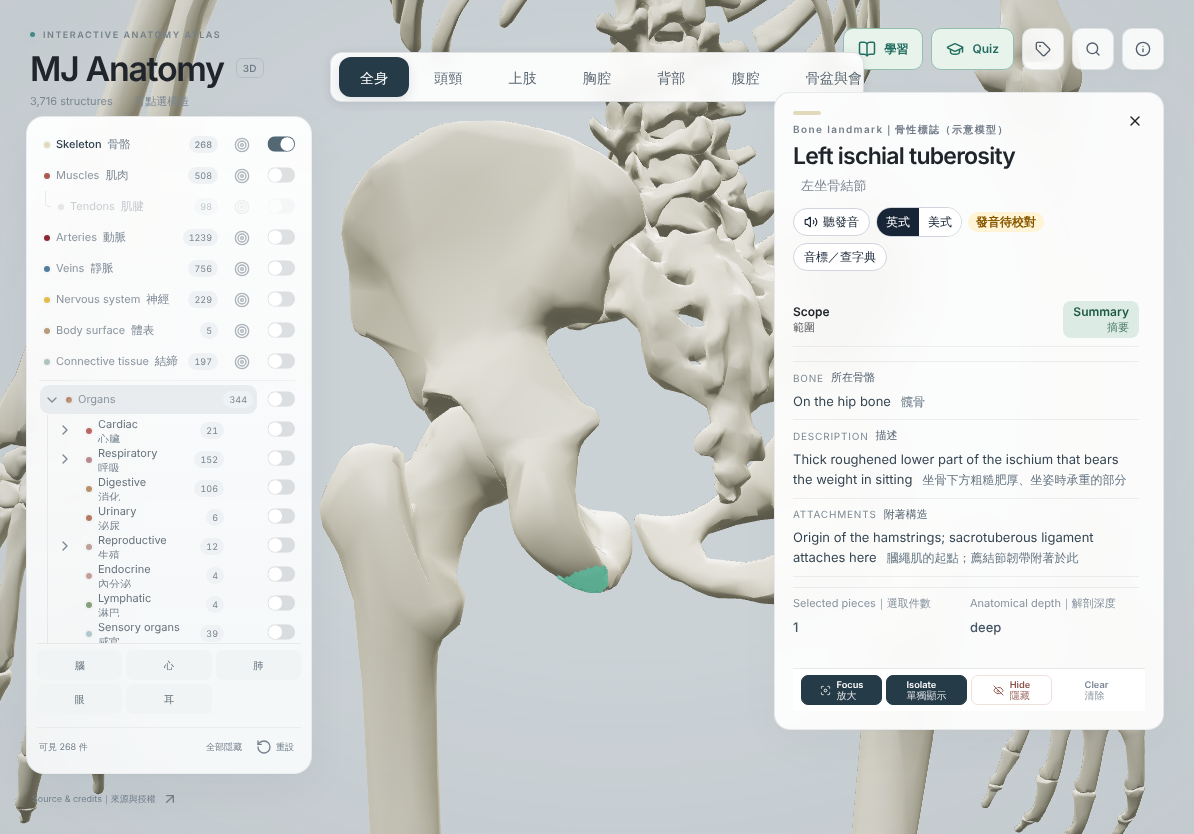 INTERACTIVE ANATOMY ATLAS
MJ Anatomy 3D
3,716 structures 點選構造
全身 頭頸 上肢 胸腔 背部 腹腔 骨盆與會
學習 Quiz
Skeleton 骨骼 268
Muscles 肌肉 508
Tendons 肌腱 98
Arteries 動脈 1239
Veins 靜脈 756
Nervous system 神經 229
Body surface 體表 5
Connective tissue 結締 197
Organs 344
Cardiac 21
心臟
Respiratory 152
呼吸
Digestive 106
消化
Urinary 6
泌尿
Reproductive 12
生殖
Endocrine 4
內分泌
Lymphatic 4
淋巴
Sensory organs 39
感官
腦 心 肺
眼 耳
可見 268 件 全部隱藏 重設
Source & credits | 來源與授權
Bone landmark | 骨性標誌（示意模型）
Left ischial tuberosity
左坐骨結節
聽發音 英式 美式 發音待校對
音標／查字典
Scope Summary
範圍 摘要
BONE 所在骨骼
On the hip bone 髖骨
DESCRIPTION 描述
Thick roughened lower part of the ischium that bears
the weight in sitting 坐骨下方粗糙肥厚、坐姿時承重的部分
ATTACHMENTS 附著構造
Origin of the hamstrings; sacrotuberous ligament
attaches here 膕繩肌的起點；薦結節韌帶附著於此
Selected pieces | 選取件數 Anatomical depth | 解剖深度
1 deep
Focus Isolate Hide Clear
放大 單獨顯示 隱藏 清除